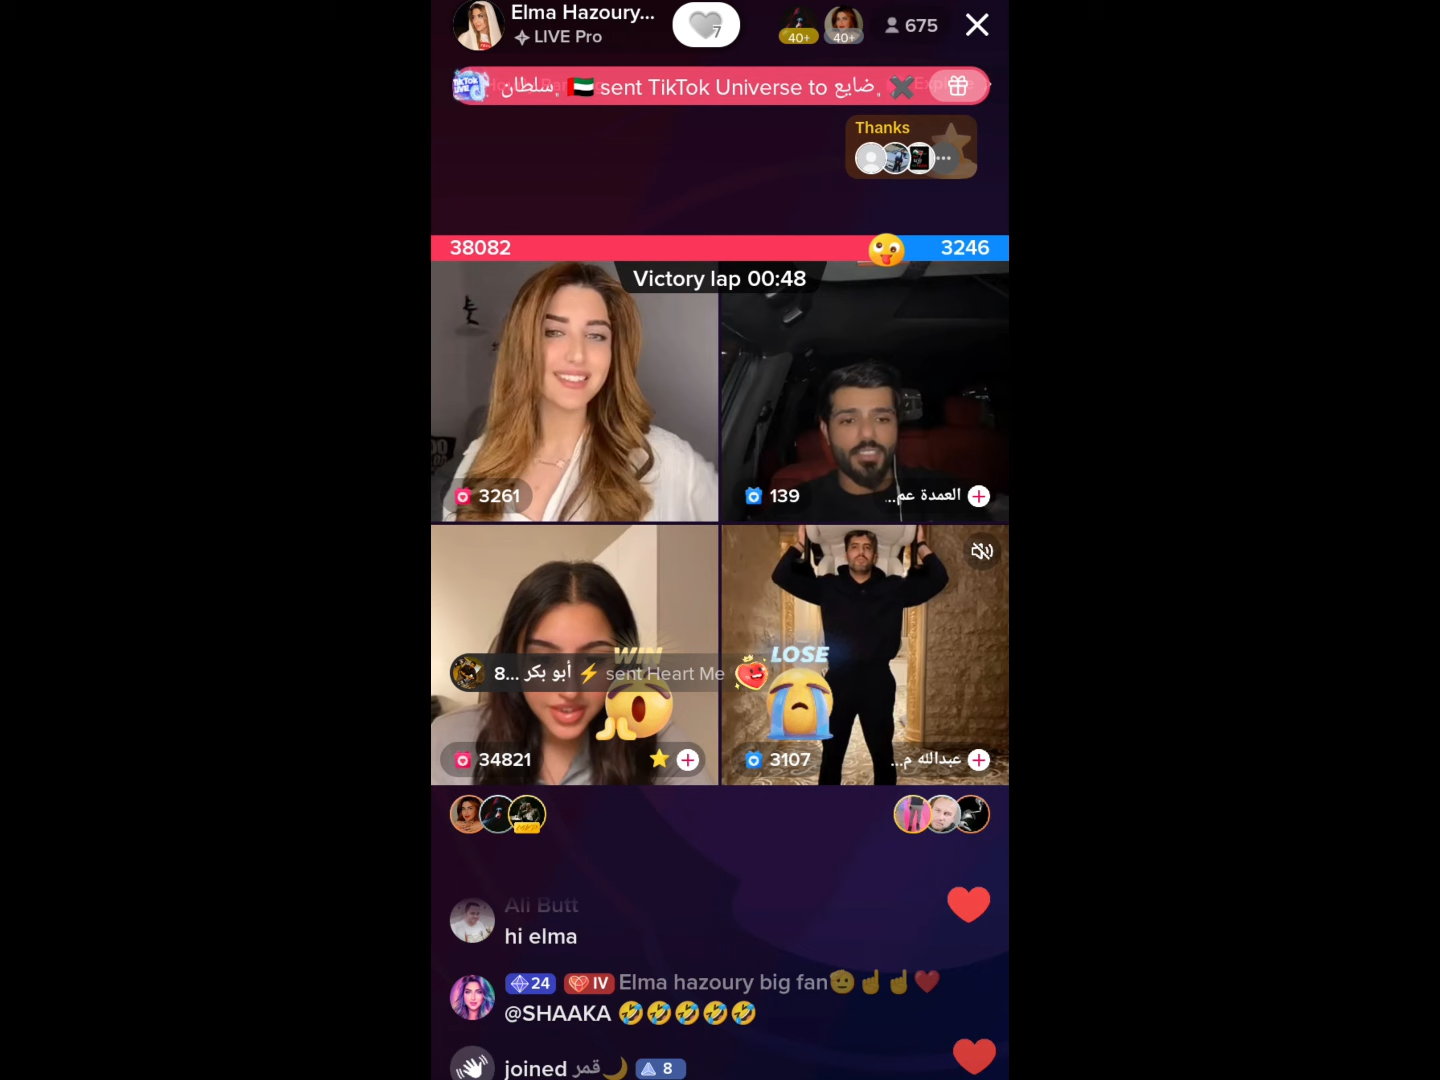 Elma Hazoury...
LIVE Pro
7
40+
40+
675
سلطان 🇦🇪 sent TikTok Universe to ضايع ✖
Thanks
38082
3246
Victory lap 00:48
3261
139
العمدة عم...
WIN
LOSE
8... أبو بكر ⚡ sent Heart Me
34821
⭐
3107
عبدالله م...
Ali Butt
hi elma
24 IV Elma hazoury big fan🫡☝☝❤
@SHAAKA 🤣🤣🤣🤣🤣
joined قمر🌙 8